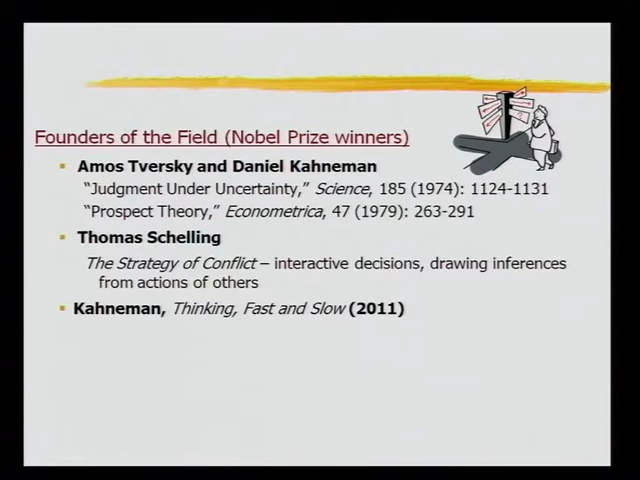 Founders of the Field (Nobel Prize winners)
Amos Tversky and Daniel Kahneman
“Judgment Under Uncertainty,” Science, 185 (1974): 1124-1131
“Prospect Theory,” Econometrica, 47 (1979): 263-291
Thomas Schelling
The Strategy of Conflict – interactive decisions, drawing inferences
from actions of others
Kahneman, Thinking, Fast and Slow (2011)